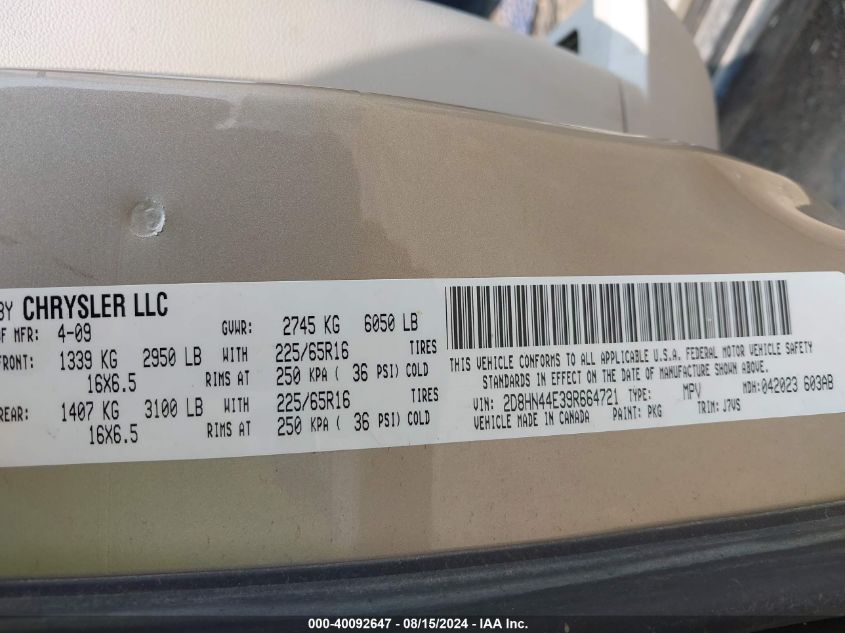 BY CHRYSLER LLC
OF MFR: 4-09 GVWR: 2745 KG 6050 LB
FRONT: 1339 KG 2950 LB WITH 225/65R16 TIRES
16X6.5 RIMS AT 250 KPA ( 36 PSI) COLD
REAR: 1407 KG 3100 LB WITH 225/65R16 TIRES
16X6.5 RIMS AT 250 KPA ( 36 PSI) COLD
THIS VEHICLE CONFORMS TO ALL APPLICABLE U.S.A. FEDERAL MOTOR VEHICLE SAFETY
STANDARDS IN EFFECT ON THE DATE OF MANUFACTURE SHOWN ABOVE.
VIN: 2D8HN44E39R664721 TYPE: MPV MDH: 042023 603AB
VEHICLE MADE IN CANADA PAINT: PKG TRIM: J7VS
000-40092647 - 08/15/2024 - IAA Inc.